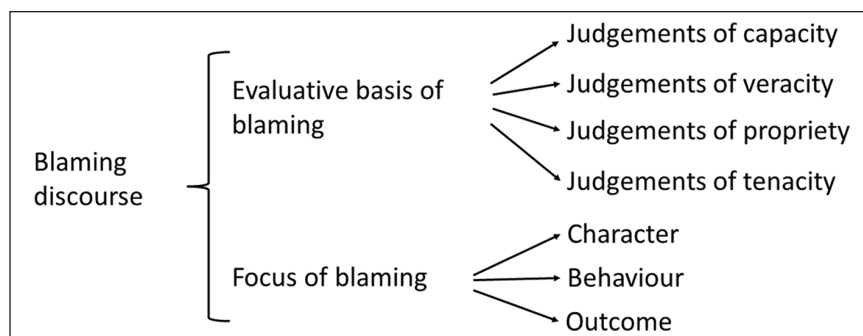 Blaming
discourse
Evaluative basis of
blaming
Judgements of capacity
Judgements of veracity
Judgements of propriety
Judgements of tenacity
Focus of blaming
Character
Behaviour
Outcome